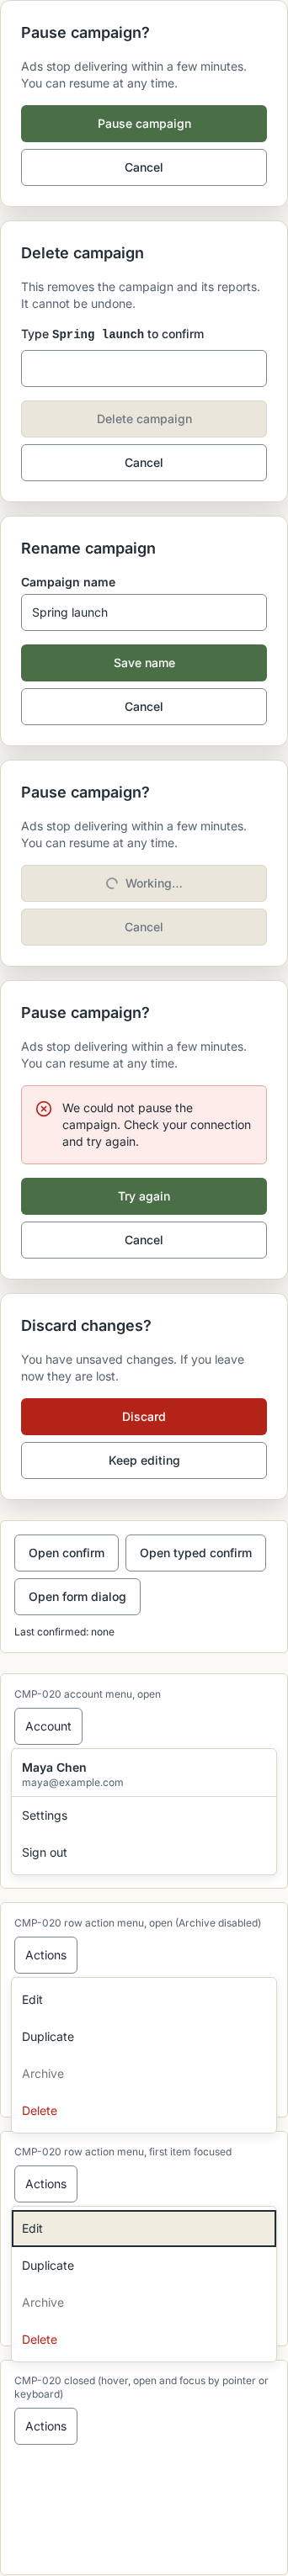 Pause campaign?
Ads stop delivering within a few minutes.
You can resume at any time.
Pause campaign
Cancel
Delete campaign
This removes the campaign and its reports.
It cannot be undone.
Type Spring launch to confirm
Delete campaign
Cancel
Rename campaign
Campaign name
Spring launch
Save name
Cancel
Pause campaign?
Ads stop delivering within a few minutes.
You can resume at any time.
Working…
Cancel
Pause campaign?
Ads stop delivering within a few minutes.
You can resume at any time.
We could not pause the
campaign. Check your connection
and try again.
Try again
Cancel
Discard changes?
You have unsaved changes. If you leave
now they are lost.
Discard
Keep editing
Open confirm
Open typed confirm
Open form dialog
Last confirmed: none
CMP-020 account menu, open
Account
Maya Chen
maya@example.com
Settings
Sign out
CMP-020 row action menu, open (Archive disabled)
Actions
Edit
Duplicate
Archive
Delete
CMP-020 row action menu, first item focused
Actions
Edit
Duplicate
Archive
Delete
CMP-020 closed (hover, open and focus by pointer or
keyboard)
Actions